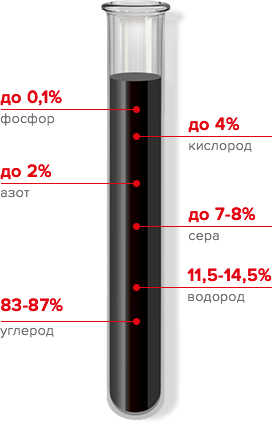 до 0,1%
фосфор
до 4%
кислород
до 2%
азот
до 7-8%
сера
11,5-14,5%
водород
83-87%
углерод